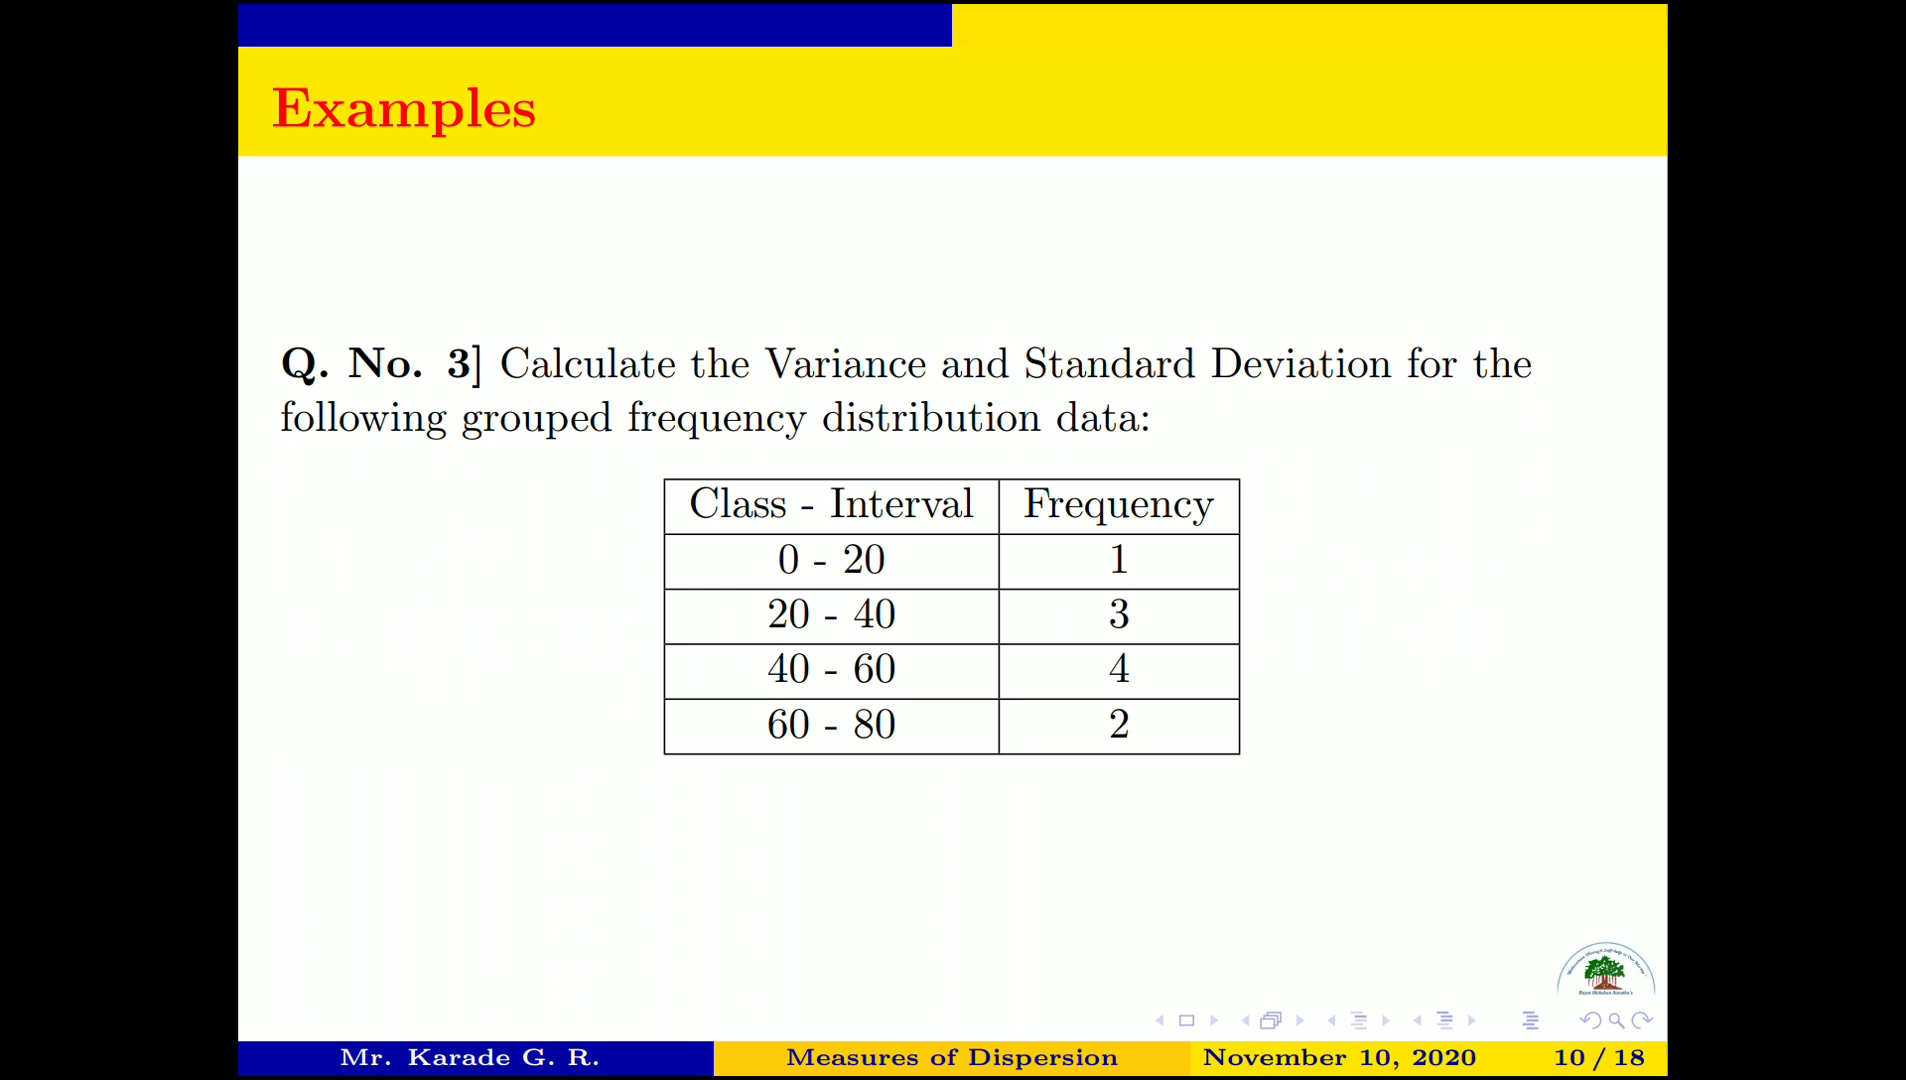 Examples
Q. No. 3] Calculate the Variance and Standard Deviation for the
following grouped frequency distribution data:
Class - Interval Frequency
0 - 20 1
20 - 40 3
40 - 60 4
60 - 80 2
Mr. Karade G. R. Measures of Dispersion November 10, 2020 10 / 18